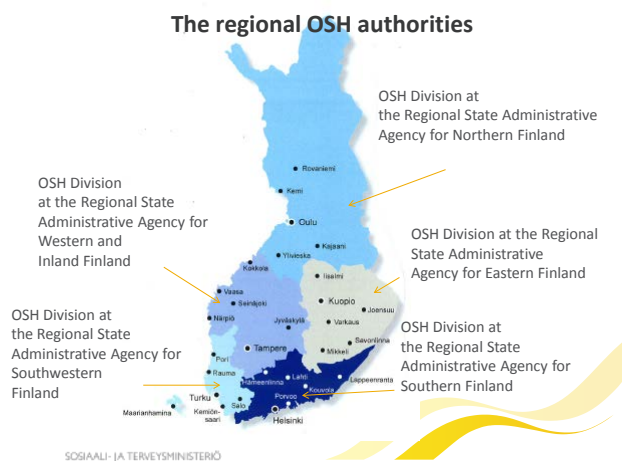 The regional OSH authorities
OSH Division at
the Regional State Administrative
Agency for Northern Finland
OSH Division
at the Regional State
Administrative Agency for
Western and
Inland Finland
OSH Division at the Regional
State Administrative
Agency for Eastern Finland
OSH Division at
the Regional State
Administrative Agency for
Southwestern
Finland
OSH Division at
the Regional State
Administrative Agency for
Southern Finland
Rovaniemi
Kemi
Oulu
Kajaani
Ylivieska
Kokkola
Iisalmi
Vaasa
Seinäjoki
Kuopio
Joensuu
Närpiö
Jyväskylä
Varkaus
Savonlinna
Tampere
Mikkeli
Pori
Rauma
Hämeenlinna
Lahti
Kouvola
Lappeenranta
Turku
Salo
Porvoo
Maarianhamina
Kemiön-
saari
Helsinki
SOSIAALI- JA TERVEYSMINISTERIÖ